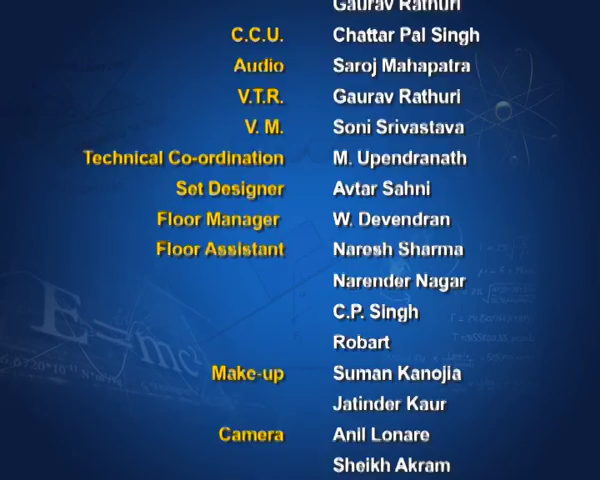 Gaurav Rathuri
C.C.U. Chattar Pal Singh
Audio Saroj Mahapatra
V.T.R. Gaurav Rathuri
V. M. Soni Srivastava
Technical Co-ordination M. Upendranath
Set Designer Avtar Sahni
Floor Manager W. Devendran
Floor Assistant Naresh Sharma
Narender Nagar
C.P. Singh
Robart
Make-up Suman Kanojia
Jatinder Kaur
Camera Anil Lonare
Sheikh Akram
E=mc²